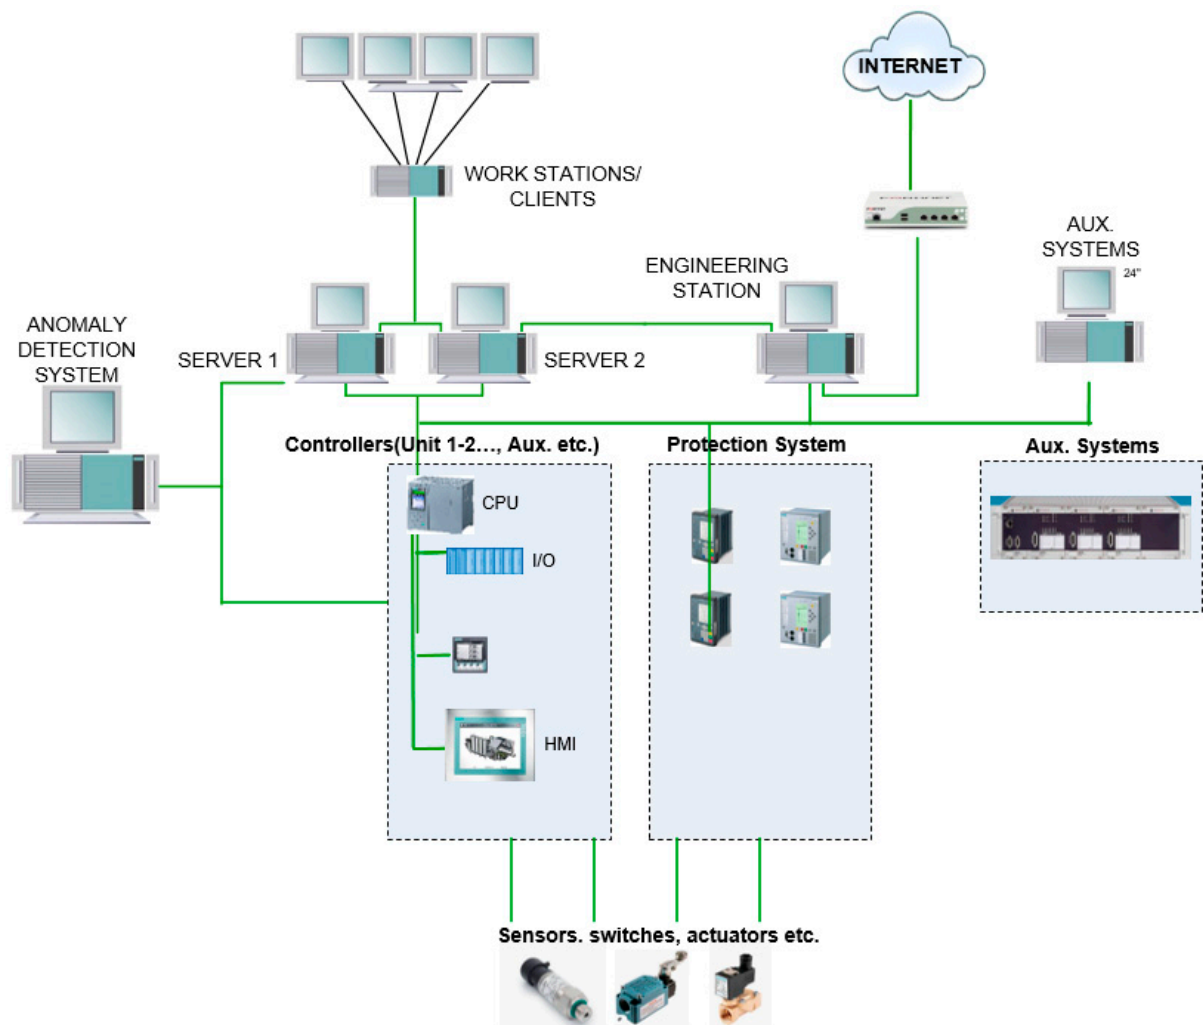 INTERNET
WORK STATIONS/
CLIENTS
FORTINET
AUX.
SYSTEMS
24"
ENGINEERING
STATION
ANOMALY
DETECTION
SYSTEM
SERVER 1
SERVER 2
Controllers(Unit 1-2..., Aux. etc.)
Protection System
Aux. Systems
CPU
I/O
HMI
Sensors. switches, actuators etc.